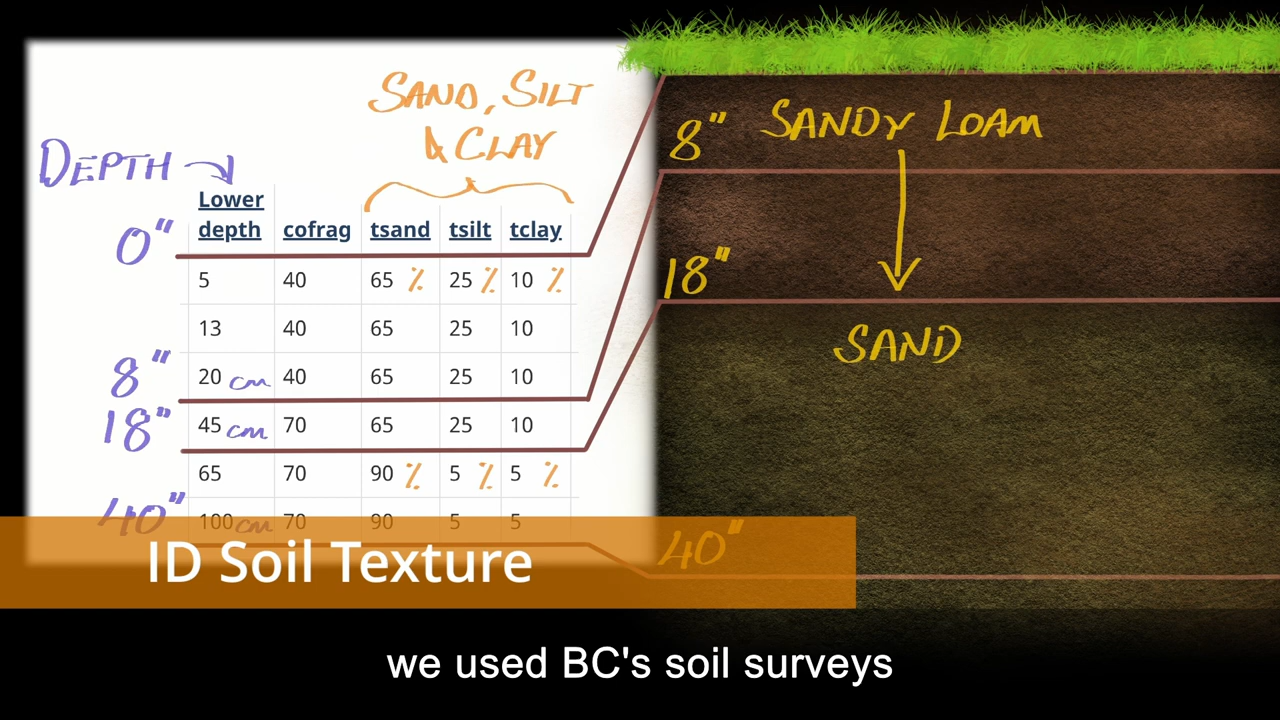 SAND, SILT
& CLAY
DEPTH
Lower
depth cofrag tsand tsilt tclay
0"
5 40 65 % 25 % 10 %
13 40 65 25 10
8"
20 cm 40 65 25 10
18"
45 cm 70 65 25 10
65 70 90 % 5 % 5 %
40"
100 cm 70 90 5 5
8" SANDY LOAM
18"
SAND
40"
ID Soil Texture
we used BC's soil surveys